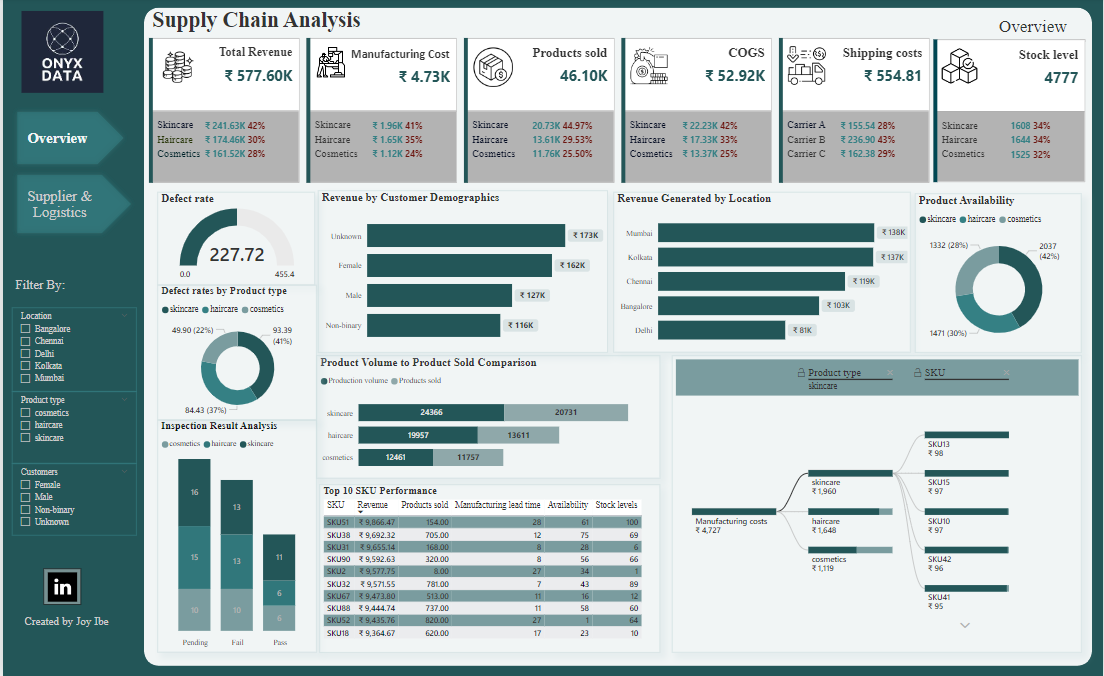 Supply Chain Analysis
Overview
ONYX
DATA
Overview
Supplier &
Logistics
Filter By:
Location
Bangalore
Chennai
Delhi
Kolkata
Mumbai
Product type
cosmetics
haircare
skincare
Customers
Female
Male
Non-binary
Unknown
in
Created by Joy Ibe
Total Revenue
₹ 577.60K
Skincare ₹ 241.63K 42%
Haircare ₹ 174.46K 30%
Cosmetics ₹ 161.52K 28%
Manufacturing Cost
₹ 4.73K
Skincare ₹ 1.96K 41%
Haircare ₹ 1.65K 35%
Cosmetics ₹ 1.12K 24%
Products sold
46.10K
Skincare 20.73K 44.97%
Haircare 13.61K 29.53%
Cosmetics 11.76K 25.50%
COGS
₹ 52.92K
Skincare ₹ 22.23K 42%
Haircare ₹ 17.33K 33%
Cosmetics ₹ 13.37K 25%
Shipping costs
₹ 554.81
Carrier A ₹ 155.54 28%
Carrier B ₹ 236.90 43%
Carrier C ₹ 162.38 29%
Stock level
4777
Skincare 1608 34%
Haircare 1644 34%
Cosmetics 1525 32%
Defect rate
227.72
0.0 455.4
Defect rates by Product type
skincare haircare cosmetics
49.90 (22%)
93.39
(41%)
84.43 (37%)
Inspection Result Analysis
cosmetics haircare skincare
16
15
10
13
13
10
11
6
6
Pending Fail Pass
Revenue by Customer Demographics
Unknown ₹ 173K
Female ₹ 162K
Male ₹ 127K
Non-binary ₹ 116K
Revenue Generated by Location
Mumbai ₹ 138K
Kolkata ₹ 137K
Chennai ₹ 119K
Bangalore ₹ 103K
Delhi ₹ 81K
Product Availability
skincare haircare cosmetics
1332 (28%)
2037
(42%)
1471 (30%)
Product Volume to Product Sold Comparison
Production volume Products sold
skincare 24366 20731
haircare 19957 13611
cosmetics 12461 11757
Top 10 SKU Performance
SKU Revenue Products sold Manufacturing lead time Availability Stock levels
SKU51 ₹ 9,866.47 154.00 28 61 100
SKU38 ₹ 9,692.32 705.00 12 75 69
SKU31 ₹ 9,655.14 168.00 8 28 6
SKU90 ₹ 9,592.63 320.00 8 56 66
SKU2 ₹ 9,577.75 8.00 27 34 1
SKU32 ₹ 9,571.55 781.00 7 43 89
SKU67 ₹ 9,473.80 513.00 11 16 12
SKU88 ₹ 9,444.74 737.00 11 58 60
SKU52 ₹ 9,435.76 820.00 27 1 64
SKU18 ₹ 9,364.67 620.00 17 23 10
Product type SKU
skincare
Manufacturing costs
₹ 4,727
skincare
₹ 1,960
haircare
₹ 1,648
cosmetics
₹ 1,119
SKU13
₹ 98
SKU15
₹ 97
SKU10
₹ 97
SKU42
₹ 96
SKU41
₹ 95